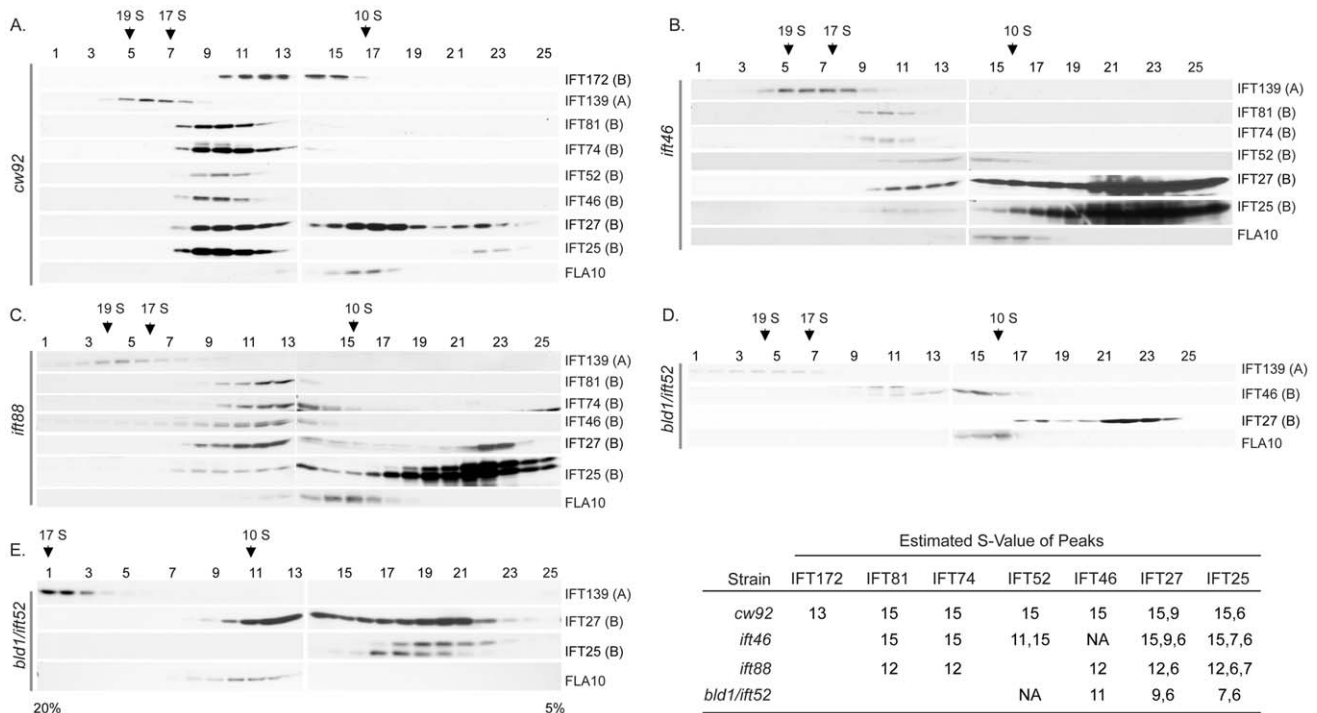 A.
19 S 17 S 10 S
1 3 5 7 9 11 13 15 17 19 21 23 25
cw92
IFT172 (B)
IFT139 (A)
IFT81 (B)
IFT74 (B)
IFT52 (B)
IFT46 (B)
IFT27 (B)
IFT25 (B)
FLA10
B.
19 S 17 S 10 S
1 3 5 7 9 11 13 15 17 19 21 23 25
ift46
IFT139 (A)
IFT81 (B)
IFT74 (B)
IFT52 (B)
IFT27 (B)
IFT25 (B)
FLA10
C.
19 S 17 S 10 S
1 3 5 7 9 11 13 15 17 19 21 23 25
ift88
IFT139 (A)
IFT81 (B)
IFT74 (B)
IFT46 (B)
IFT27 (B)
IFT25 (B)
FLA10
D.
19 S 17 S 10 S
1 3 5 7 9 11 13 15 17 19 21 23 25
bld1/ift52
IFT139 (A)
IFT46 (B)
IFT27 (B)
FLA10
E.
17 S 10 S
1 3 5 7 9 11 13 15 17 19 21 23 25
bld1/ift52
IFT139 (A)
IFT27 (B)
IFT25 (B)
FLA10
20% 5%
Estimated S-Value of Peaks
Strain IFT172 IFT81 IFT74 IFT52 IFT46 IFT27 IFT25
cw92 13 15 15 15 15 15,9 15,6
ift46 15 15 11,15 NA 15,9,6 15,7,6
ift88 12 12 12 12,6 12,6,7
bld1/ift52 NA 11 9,6 7,6